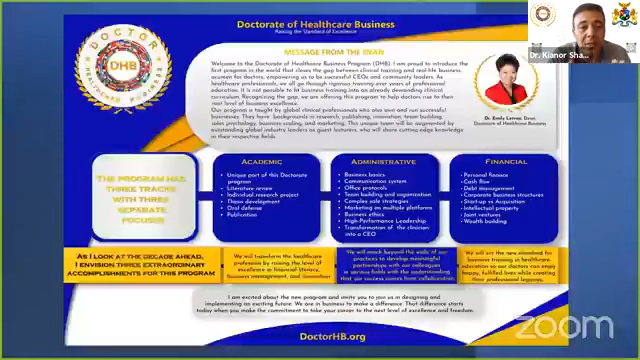 Doctorate of Healthcare Business
Raising the Standard of Excellence
DOCTOR
DHB
HEALTHCARE BUSINESS
MESSAGE FROM THE DEAN
Welcome to the Doctorate of Healthcare Business Program (DHB). I am proud to introduce the
first program in the world that closes the gap between clinical training and real-life business
acumen for doctors, empowering us to be successful CEOs and community leaders. As
healthcare professionals, we all go through rigorous training over years of professional
education. It is not possible to fit business training into an already demanding clinical
curriculum. Recognizing the gap, we are offering this program to help doctors rise to their
next level of business excellence.
Our program is taught by global clinical professionals who also own and run successful
businesses. They have backgrounds in research, publishing, innovation, team building,
sales psychology, business scaling, and marketing. This unique team will be augmented by
outstanding global industry leaders as guest lecturers, who will share cutting-edge knowledge
in their respective fields.
Dr. Emily Letran, Dean
Doctorate of Healthcare Business
Dr. Kianor Sha...
THE PROGRAM HAS
THREE TRACKS
WITH THREE
SEPARATE
FOCUSES
ACADEMIC
• Unique part of this Doctorate
program
• Literature review
• Individual research project
• Thesis development
• Oral defense
• Publication
ADMINISTRATIVE
• Business basics
• Communication system
• Office protocols
• Team building and organization
• Complex sale strategies
• Marketing on multiple platforms
• Business ethics
• High-Performance Leadership
• Transformation of the clinician
into a CEO
FINANCIAL
• Personal finance
• Cash flow
• Debt management
• Corporate business structures
• Start-up vs Acquisition
• Intellectual property
• Joint ventures
• Wealth building
AS I LOOK AT THE DECADE AHEAD,
I ENVISION THREE EXTRAORDINARY
ACCOMPLISHMENTS FOR THIS PROGRAM
We will transform the healthcare
profession by raising the level of
excellence in financial literacy,
business management, and innovation
We will reach beyond the walls of our
practices to develop meaningful
partnerships with our colleagues
in various fields with the understanding
that our success comes from collaboration.
We will set the new standard for
business training in healthcare
education so our doctors can enjoy
happy, fulfilled lives while creating
their professional legacies.
I am excited about the new program and invite you to join us in designing and
implementing an exciting future. We are in business to make a difference. That difference starts
today when you make the commitment to take your career to the next level of excellence and freedom.
DoctorHB.org
zoom